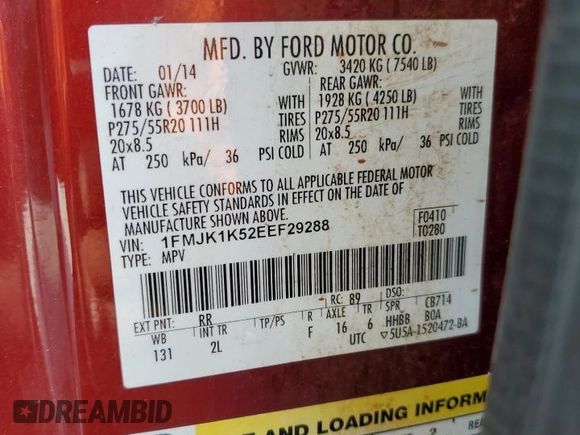 MFD. BY FORD MOTOR CO.
DATE: 01/14 GVWR: 3420 KG ( 7540 LB)
FRONT GAWR: REAR GAWR:
1678 KG ( 3700 LB) WITH 1928 KG ( 4250 LB) WITH
P275/55R20 111H TIRES P275/55R20 111H TIRES
20x8.5 RIMS 20x8.5 RIMS
AT 250 kPa/ 36 PSI COLD AT 250 kPa/ 36 PSI COLD
THIS VEHICLE CONFORMS TO ALL APPLICABLE FEDERAL MOTOR
VEHICLE SAFETY STANDARDS IN EFFECT ON THE DATE OF
MANUFACTURE SHOWN ABOVE.
VIN: 1FMJK1K52EEF29288 F0410
TYPE: MPV T0280
EXT PNT: RR RC: 89 DSO:
WB INT TR TP/PS R AXLE TR SPR CB714
131 2L F 16 6 HHBB BOA
UTC ▽5U5A-1520472-BA
AND LOADING INFORM
DREAMBID